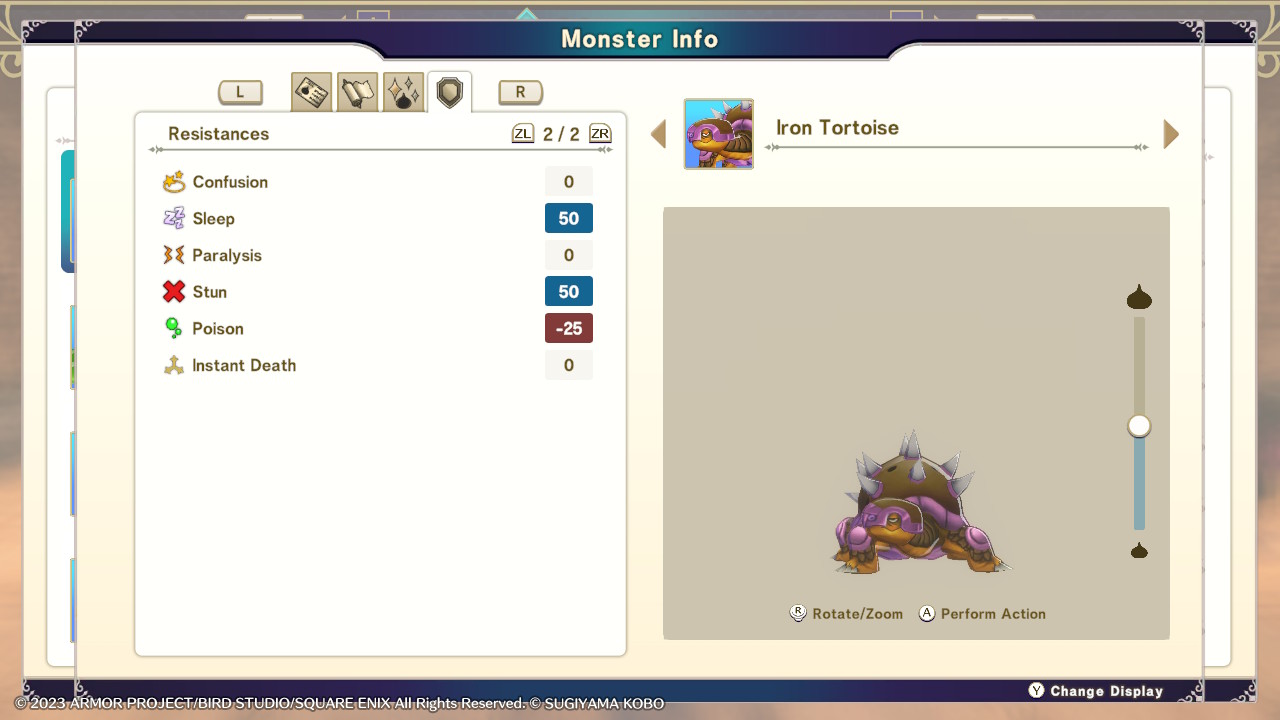 Monster Info
L
R
Resistances ZL 2 / 2 ZR
Confusion 0
Sleep 50
Paralysis 0
Stun 50
Poison -25
Instant Death 0
Iron Tortoise
R Rotate/Zoom A Perform Action
Y Change Display
© 2023 ARMOR PROJECT/BIRD STUDIO/SQUARE ENIX All Rights Reserved. © SUGIYAMA KOBO